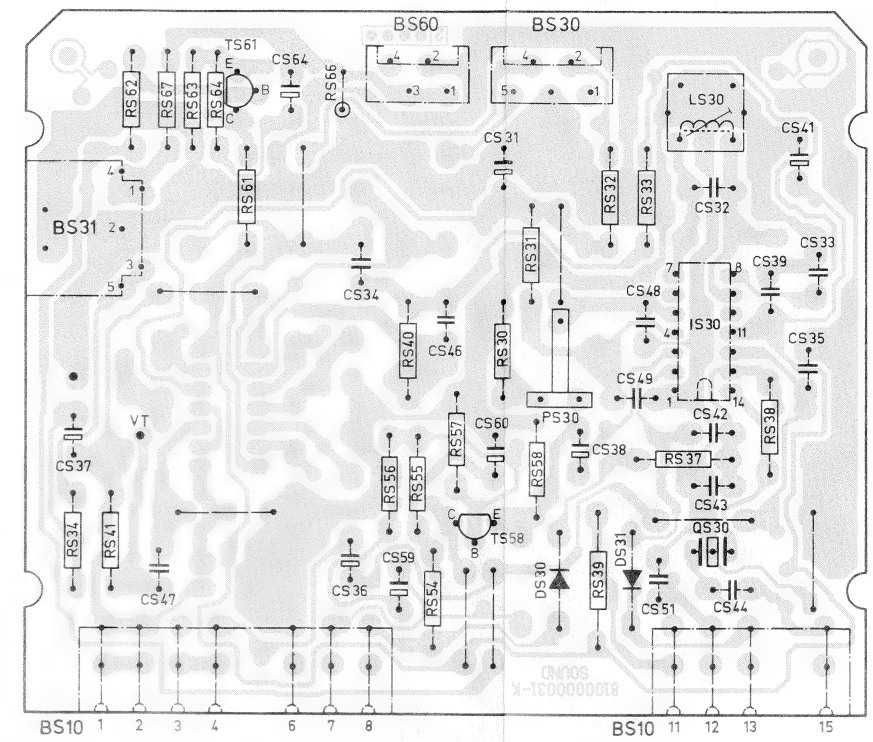 BS60
BS30
TS61
E
B
C
CS64
RS66
RS62
RS67
RS63
RS64
4
2
3
1
4
2
5
1
LS30
CS41
CS31
RS61
RS32
RS33
CS32
4
1
BS31
2
3
5
CS34
RS31
7
8
CS39
CS33
CS48
4
IS30
11
RS40
CS46
RS30
CS35
CS49
1
14
PS30
CS42
RS38
VT
CS37
RS57
CS60
CS38
RS37
RS56
RS55
RS58
CS43
RS34
RS41
C
E
B
TS58
QS30
CS47
CS36
CS59
RS54
DS30
RS39
DS31
CS51
CS44
8100000031-K
SOUND
BS10
1
2
3
4
6
7
8
BS10
11
12
13
15